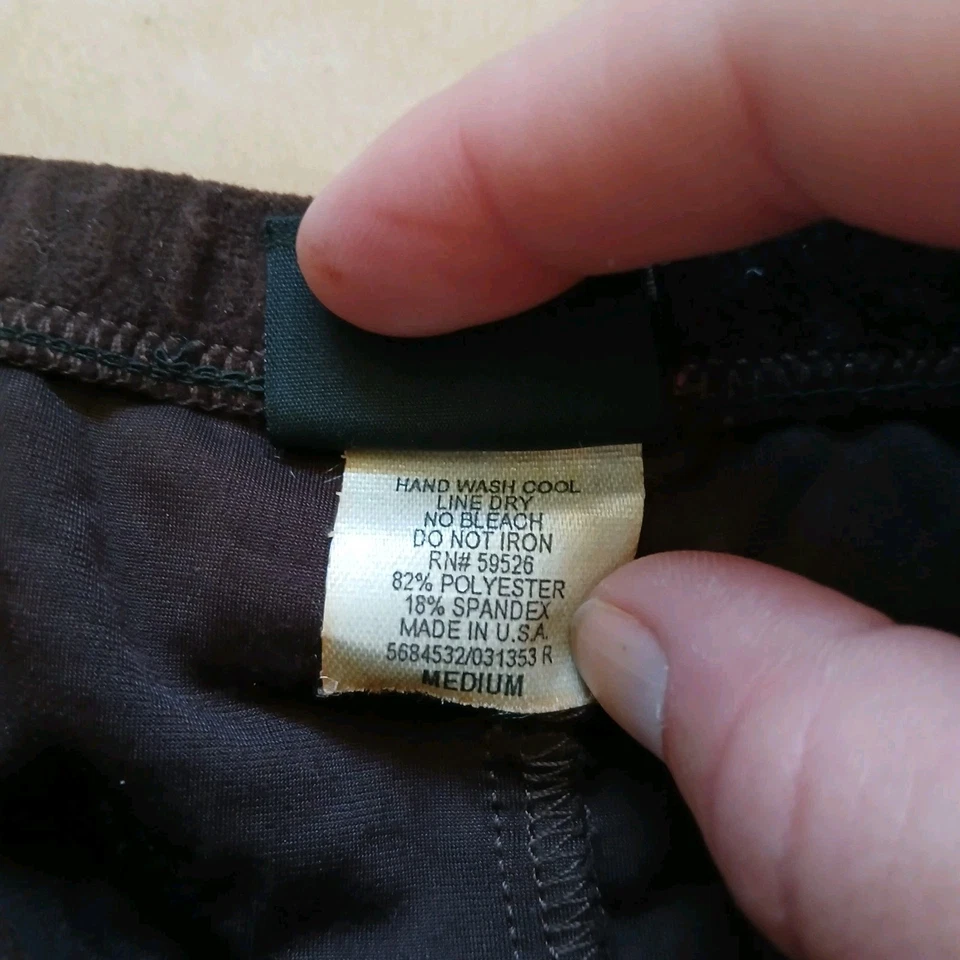 HAND WASH COOL
LINE DRY
NO BLEACH
DO NOT IRON
RN# 59526
82% POLYESTER
18% SPANDEX
MADE IN U.S.A.
5684532/031353 R
MEDIUM